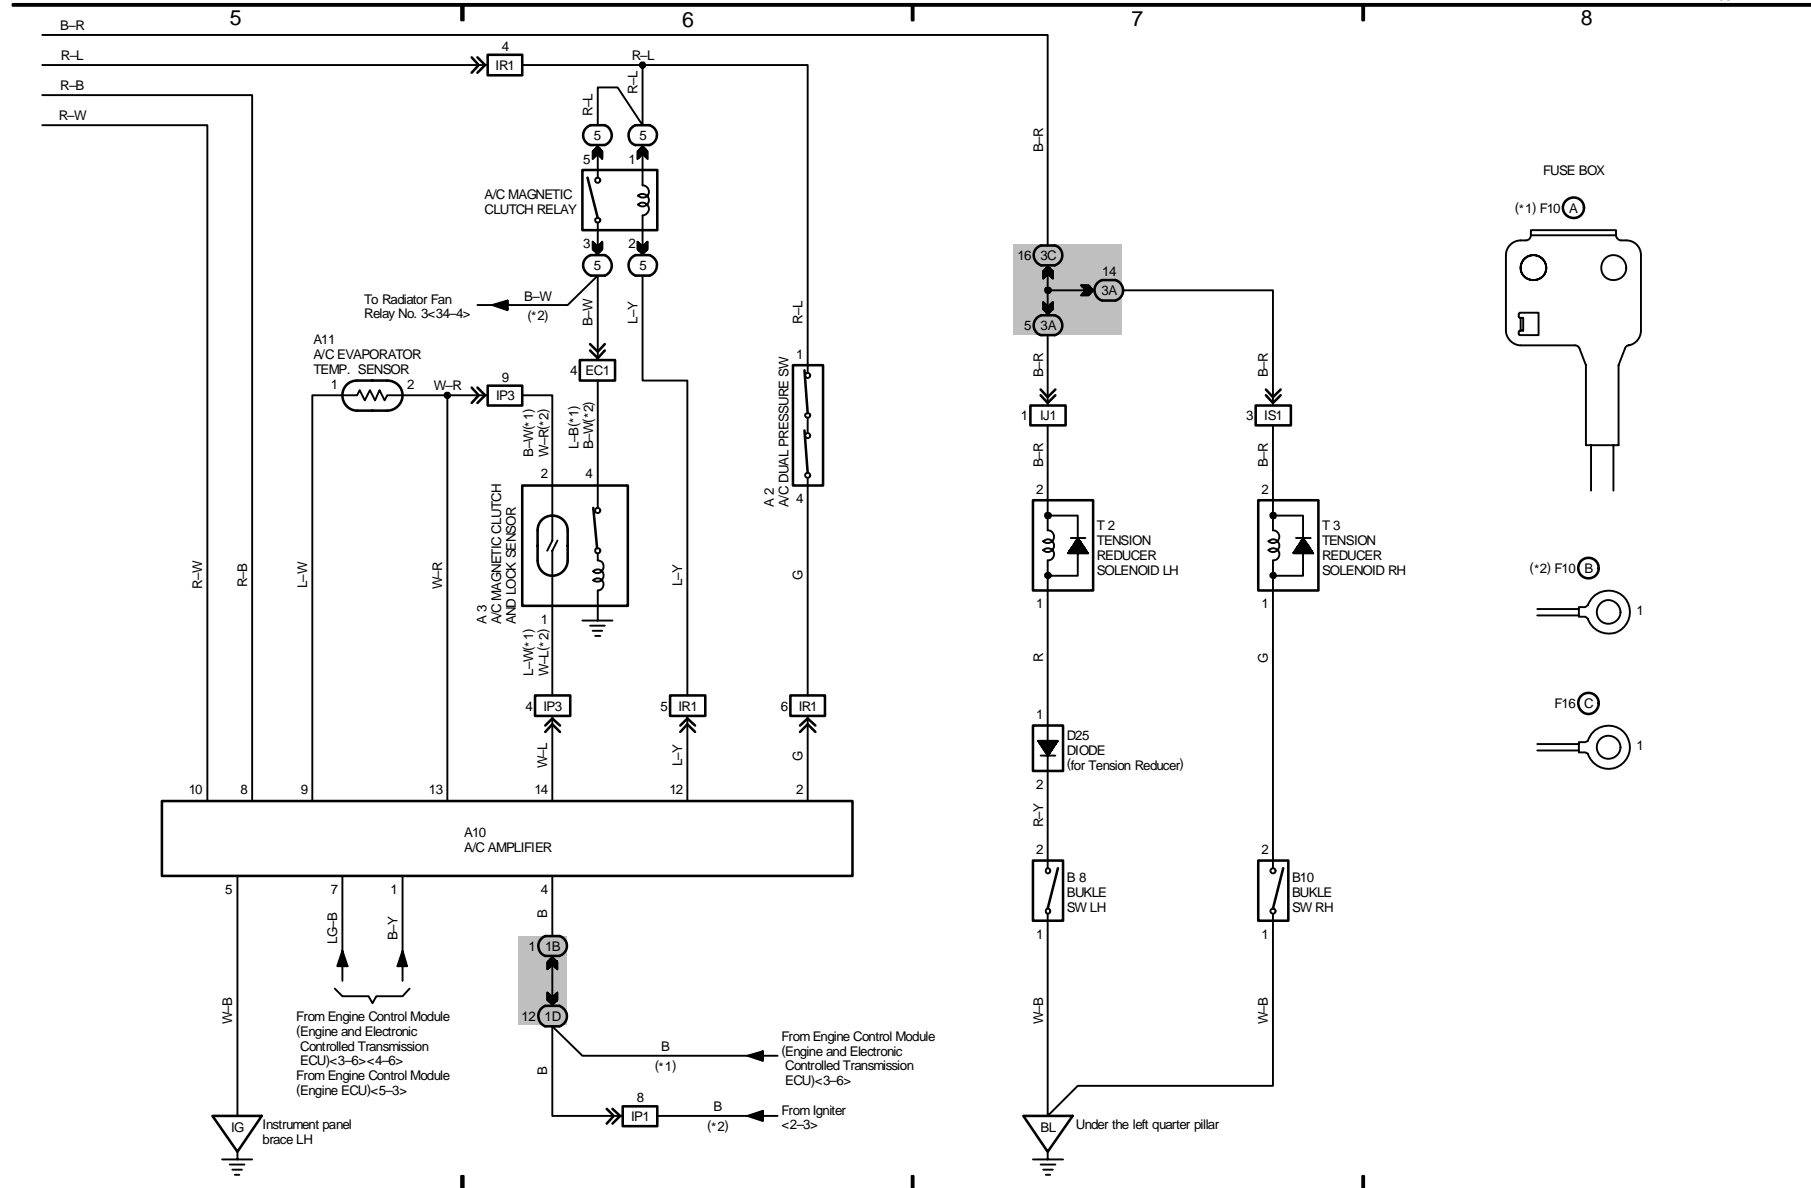 5
6
7
8
B–R
R–L
R–B
R–W
4
IR1
R–L
R–L
R–L
5
5
5
1
A/C MAGNETIC
CLUTCH RELAY
3
2
5
5
To Radiator Fan
Relay No. 3<34–4>
B–W
(*2)
B–W
L–Y
R–L
B–R
16
3C
14
3A
5
3A
FUSE BOX
(*1) F10
A
A11
A/C EVAPORATOR
TEMP. SENSOR
1
2
W–R
9
IP3
4
EC1
B–W(*1)
W–R(*2)
L–B(*1)
B–W(*2)
1
A 2
A/C DUAL PRESSURE SW
4
B–R
B–R
1
IJ1
3
IS1
B–R
B–R
2
4
A 3
A/C MAGNETIC CLUTCH
AND LOCK SENSOR
1
2
T 2
TENSION
REDUCER
SOLENOID LH
1
2
T 3
TENSION
REDUCER
SOLENOID RH
1
(*2) F10
B
1
R–W
R–B
L–W
W–R
L–Y
G
L–W(*1)
W–L(*2)
R
G
4
IP3
5
IR1
6
IR1
F16
C
1
W–L
L–Y
G
1
D25
DIODE
(for Tension Reducer)
2
R–Y
10
8
9
13
14
12
2
A10
A/C AMPLIFIER
5
7
1
4
2
B 8
BUKLE
SW LH
1
2
B10
BUKLE
SW RH
1
LG–B
B–Y
B
1
1B
12
1D
W–B
W–B
W–B
From Engine Control Module
(Engine and Electronic
Controlled Transmission
ECU)<3–6><4–6>
From Engine Control Module
(Engine ECU)<5–3>
B
B
(*1)
From Engine Control Module
(Engine and Electronic
Controlled Transmission
ECU)<3–6>
8
IP1
B
(*2)
From Igniter
<2–3>
IG
Instrument panel
brace LH
BL
Under the left quarter pillar